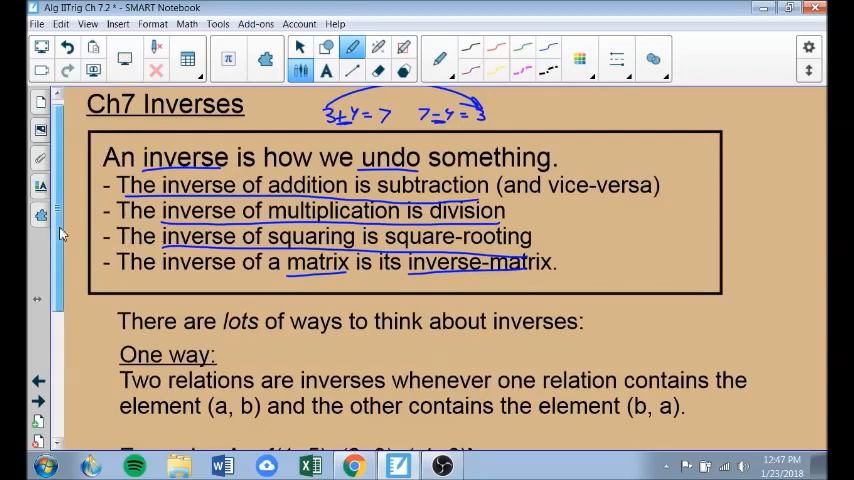 Alg IITrig Ch 7.2 * - SMART Notebook
File Edit View Insert Format Math Tools Add-ons Account Help
Ch7 Inverses
3+4=7 7-4=3
An inverse is how we undo something.
- The inverse of addition is subtraction (and vice-versa)
- The inverse of multiplication is division
- The inverse of squaring is square-rooting
- The inverse of a matrix is its inverse-matrix.
There are lots of ways to think about inverses:
One way:
Two relations are inverses whenever one relation contains the
element (a, b) and the other contains the element (b, a).
12:47 PM
1/23/2018